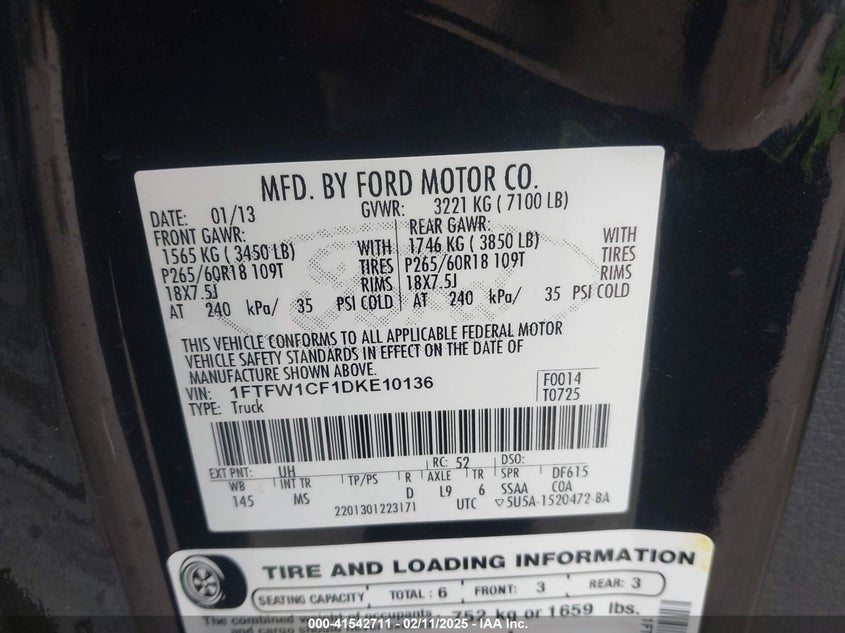 MFD. BY FORD MOTOR CO.
DATE: 01/13 GVWR: 3221 KG ( 7100 LB)
FRONT GAWR: REAR GAWR:
1565 KG ( 3450 LB) WITH 1746 KG ( 3850 LB) WITH
P265/60R18 109T TIRES P265/60R18 109T TIRES
18X7.5J RIMS 18X7.5J RIMS
AT 240 kPa/ 35 PSI COLD AT 240 kPa/ 35 PSI COLD
THIS VEHICLE CONFORMS TO ALL APPLICABLE FEDERAL MOTOR
VEHICLE SAFETY STANDARDS IN EFFECT ON THE DATE OF
MANUFACTURE SHOWN ABOVE.
VIN: 1FTFW1CF1DKE10136 F0014
TYPE: Truck T0725
EXT PNT: UH RC: 52 DSO:
WB INT TR TP/PS R AXLE TR SPR DF615
145 MS D L9 6 SSAA COA
2201301223171 UTC ▽5U5A-1520472-BA
TIRE AND LOADING INFORMATION
SEATING CAPACITY TOTAL : 6 FRONT: 3 REAR: 3
The combined weight of occupants 752 kg or 1659 lbs.
000-41542711 - 02/11/2025 - IAA Inc.